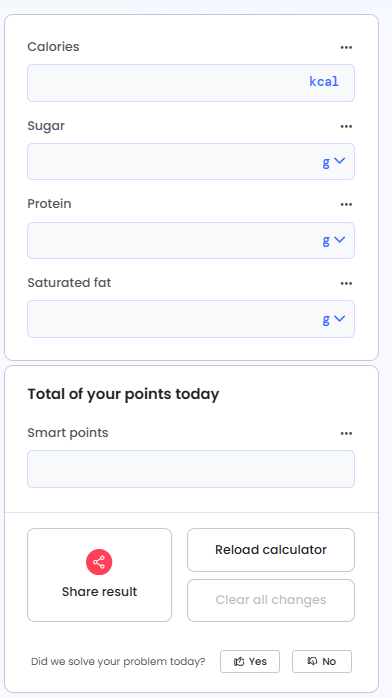 Calories
kcal
Sugar
g
Protein
g
Saturated fat
g
Total of your points today
Smart points
Share result
Reload calculator
Clear all changes
Did we solve your problem today? Yes No